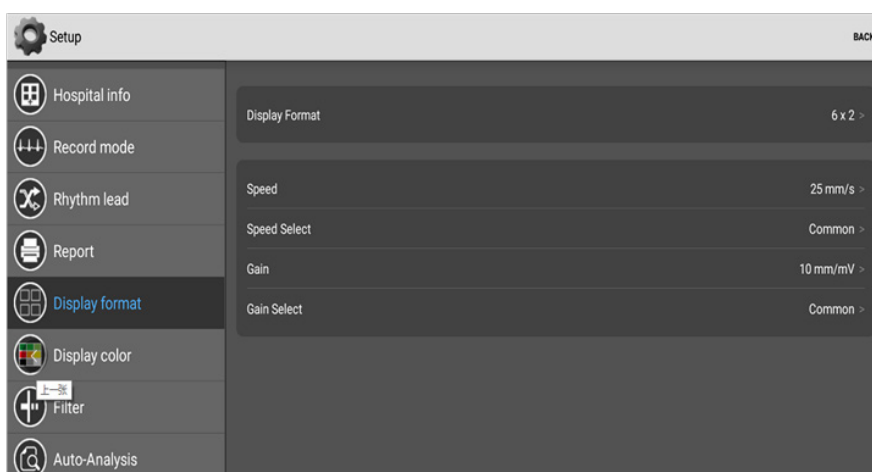 Setup
BACK
Hospital info
Record mode
Rhythm lead
Report
Display format
Display color
上一张
Filter
Auto-Analysis
Display Format 6 x 2 >
Speed 25 mm/s >
Speed Select Common >
Gain 10 mm/mV >
Gain Select Common >